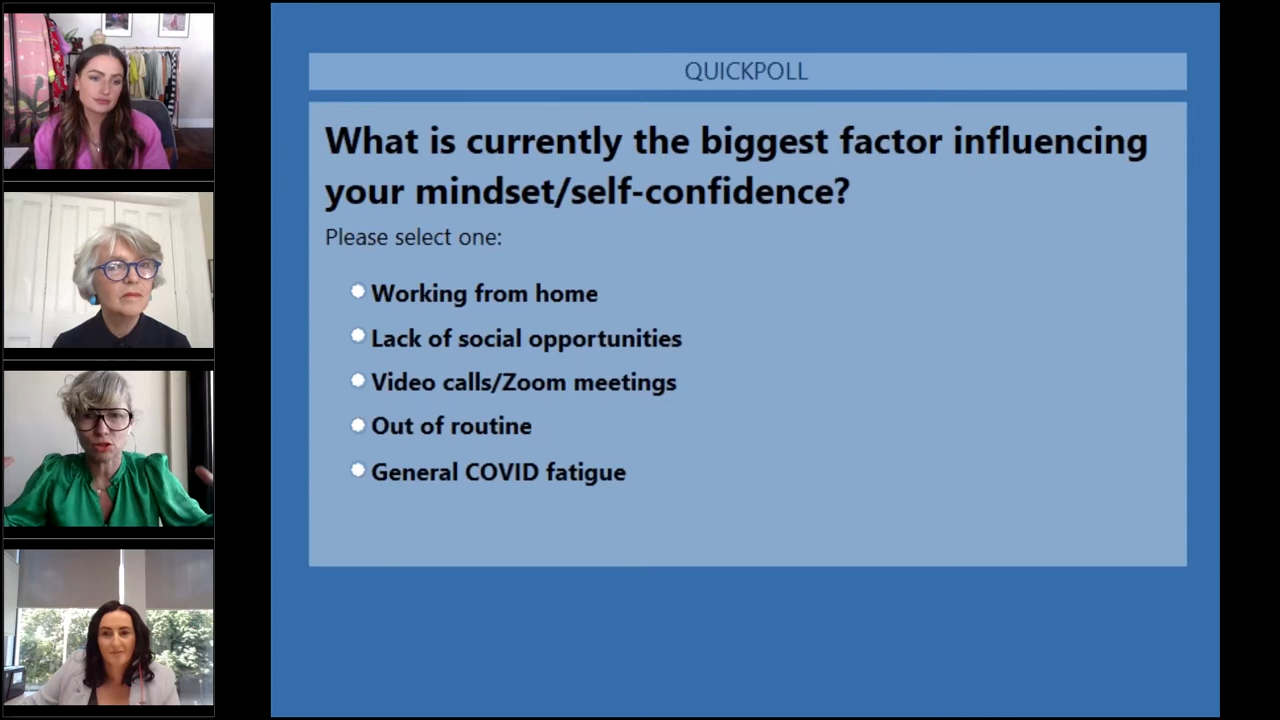 QUICKPOLL
What is currently the biggest factor influencing
your mindset/self-confidence?
Please select one:
Working from home
Lack of social opportunities
Video calls/Zoom meetings
Out of routine
General COVID fatigue